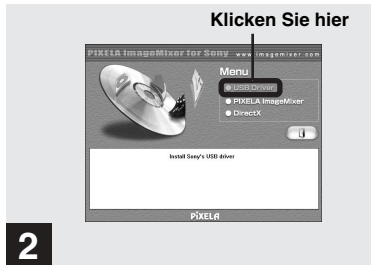 Klicken Sie hier
PIXELA ImageMixer for Sony www.imagemixer.com
Menu
USB Driver
PIXELA ImageMixer
DirectX
Install Sony's USB driver
PIXELA
2